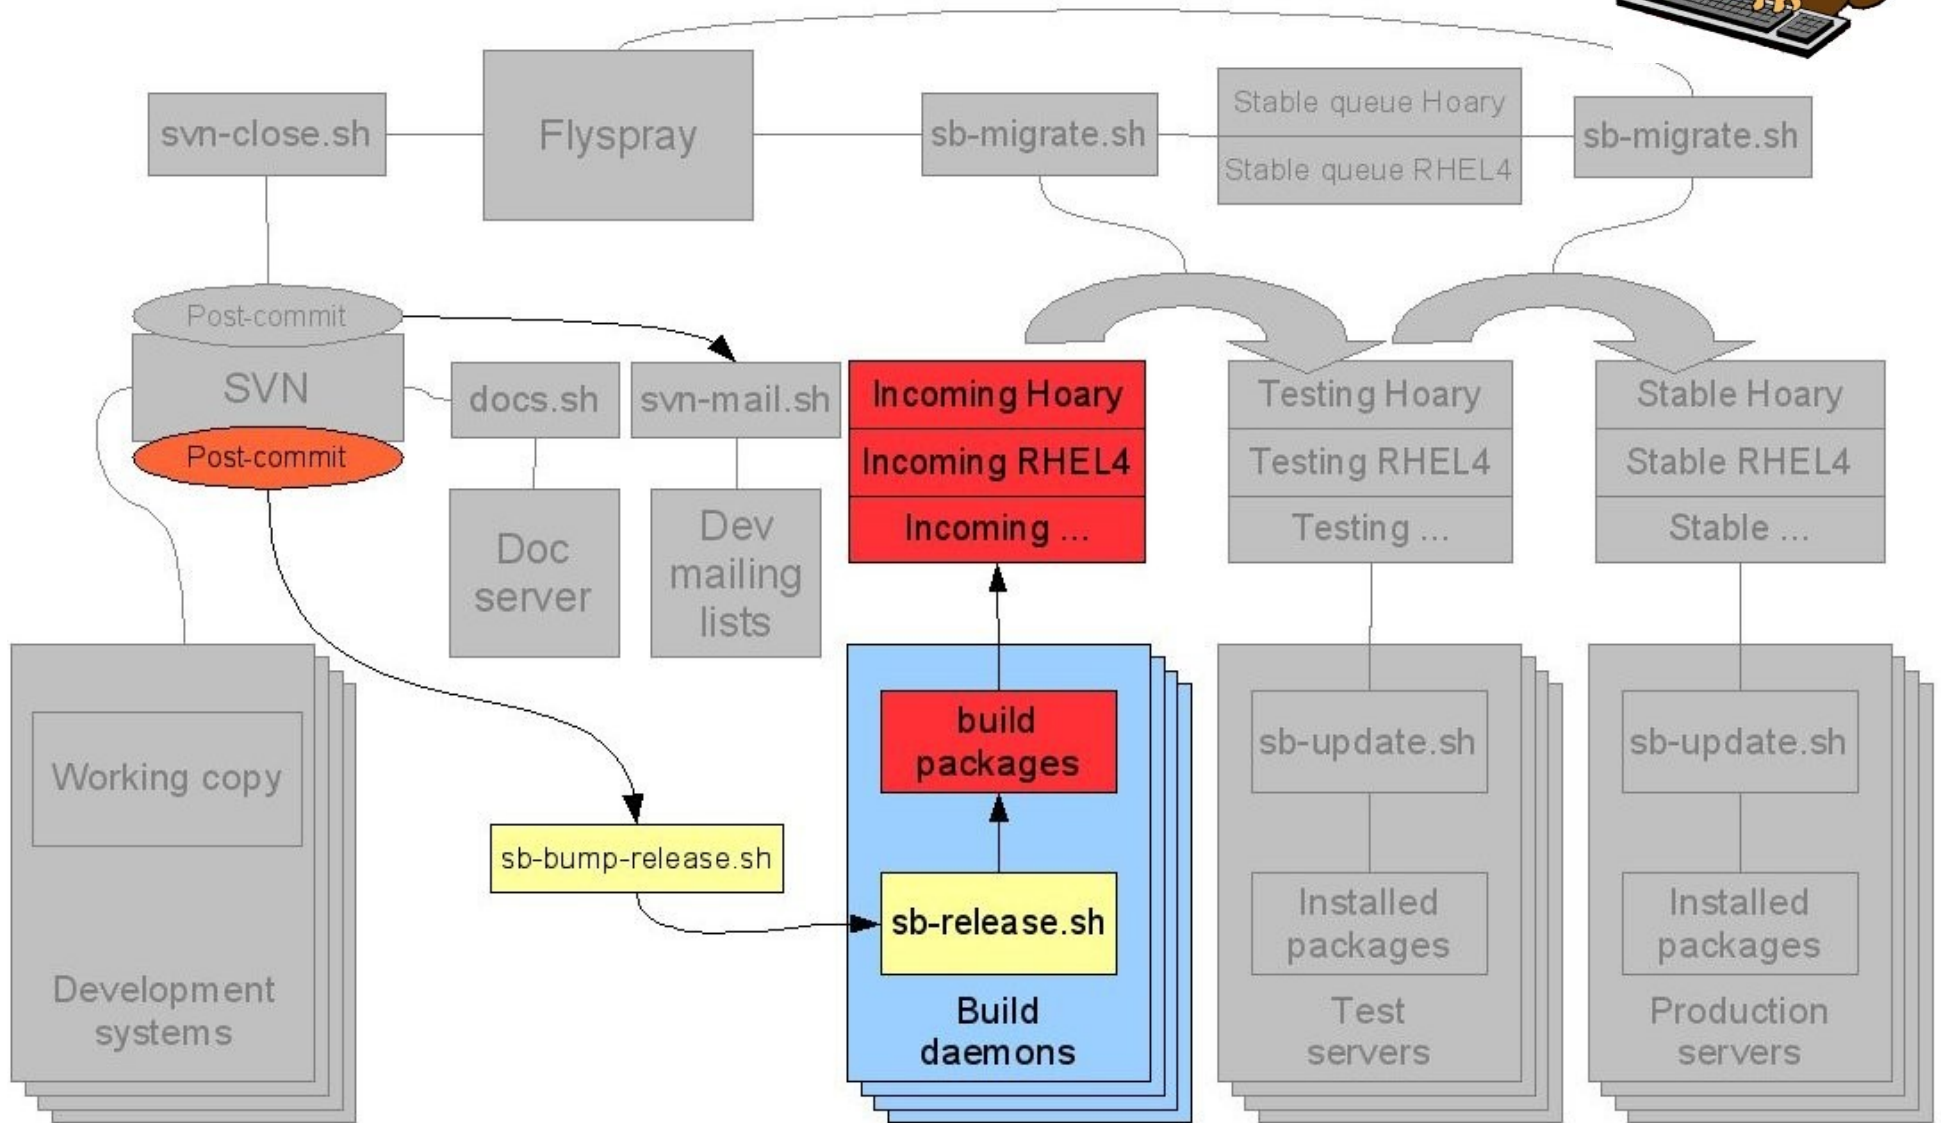 svn-close.sh
Flyspray
sb-migrate.sh
Stable queue Hoary
Stable queue RHEL4
sb-migrate.sh
Post-commit
SVN
Post-commit
docs.sh
svn-mail.sh
Doc
server
Dev
mailing
lists
Incoming Hoary
Incoming RHEL4
Incoming ...
Testing Hoary
Testing RHEL4
Testing ...
Stable Hoary
Stable RHEL4
Stable ...
Working copy
Development
systems
sb-bump-release.sh
build
packages
sb-release.sh
Build
daemons
sb-update.sh
Installed
packages
Test
servers
sb-update.sh
Installed
packages
Production
servers